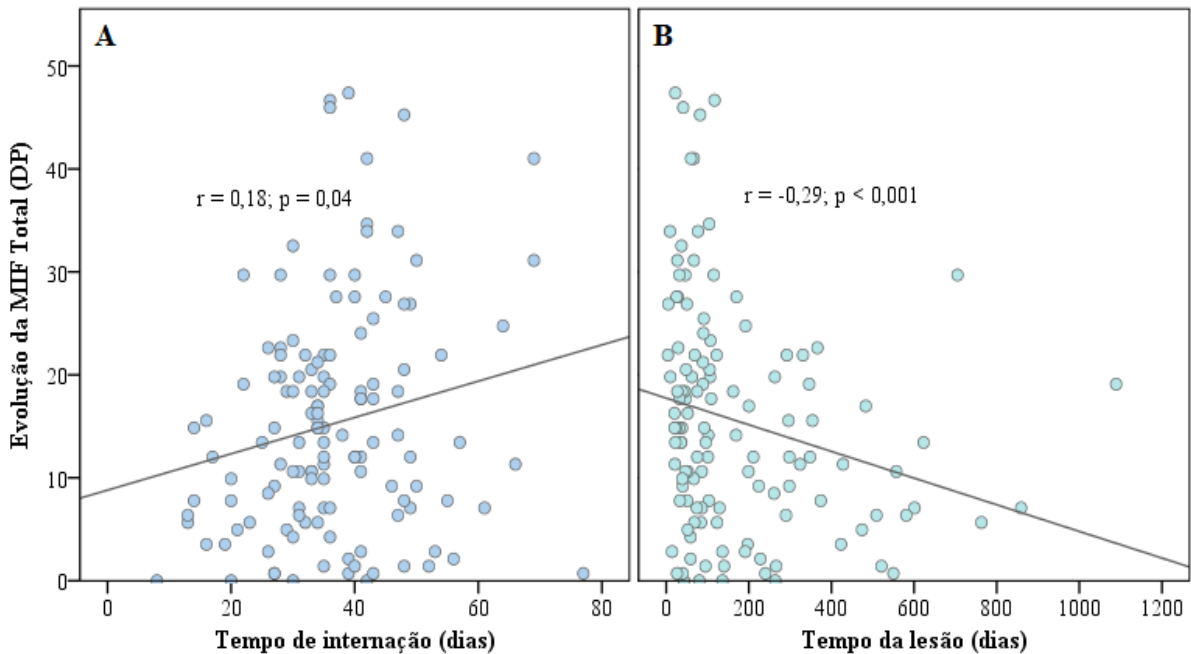 A
B
50
40
30
20
10
0
Evolução da MIF Total (DP)
r = 0,18; p = 0,04
r = -0,29; p < 0,001
0 20 40 60 80
0 200 400 600 800 1000 1200
Tempo de internação (dias)
Tempo da lesão (dias)